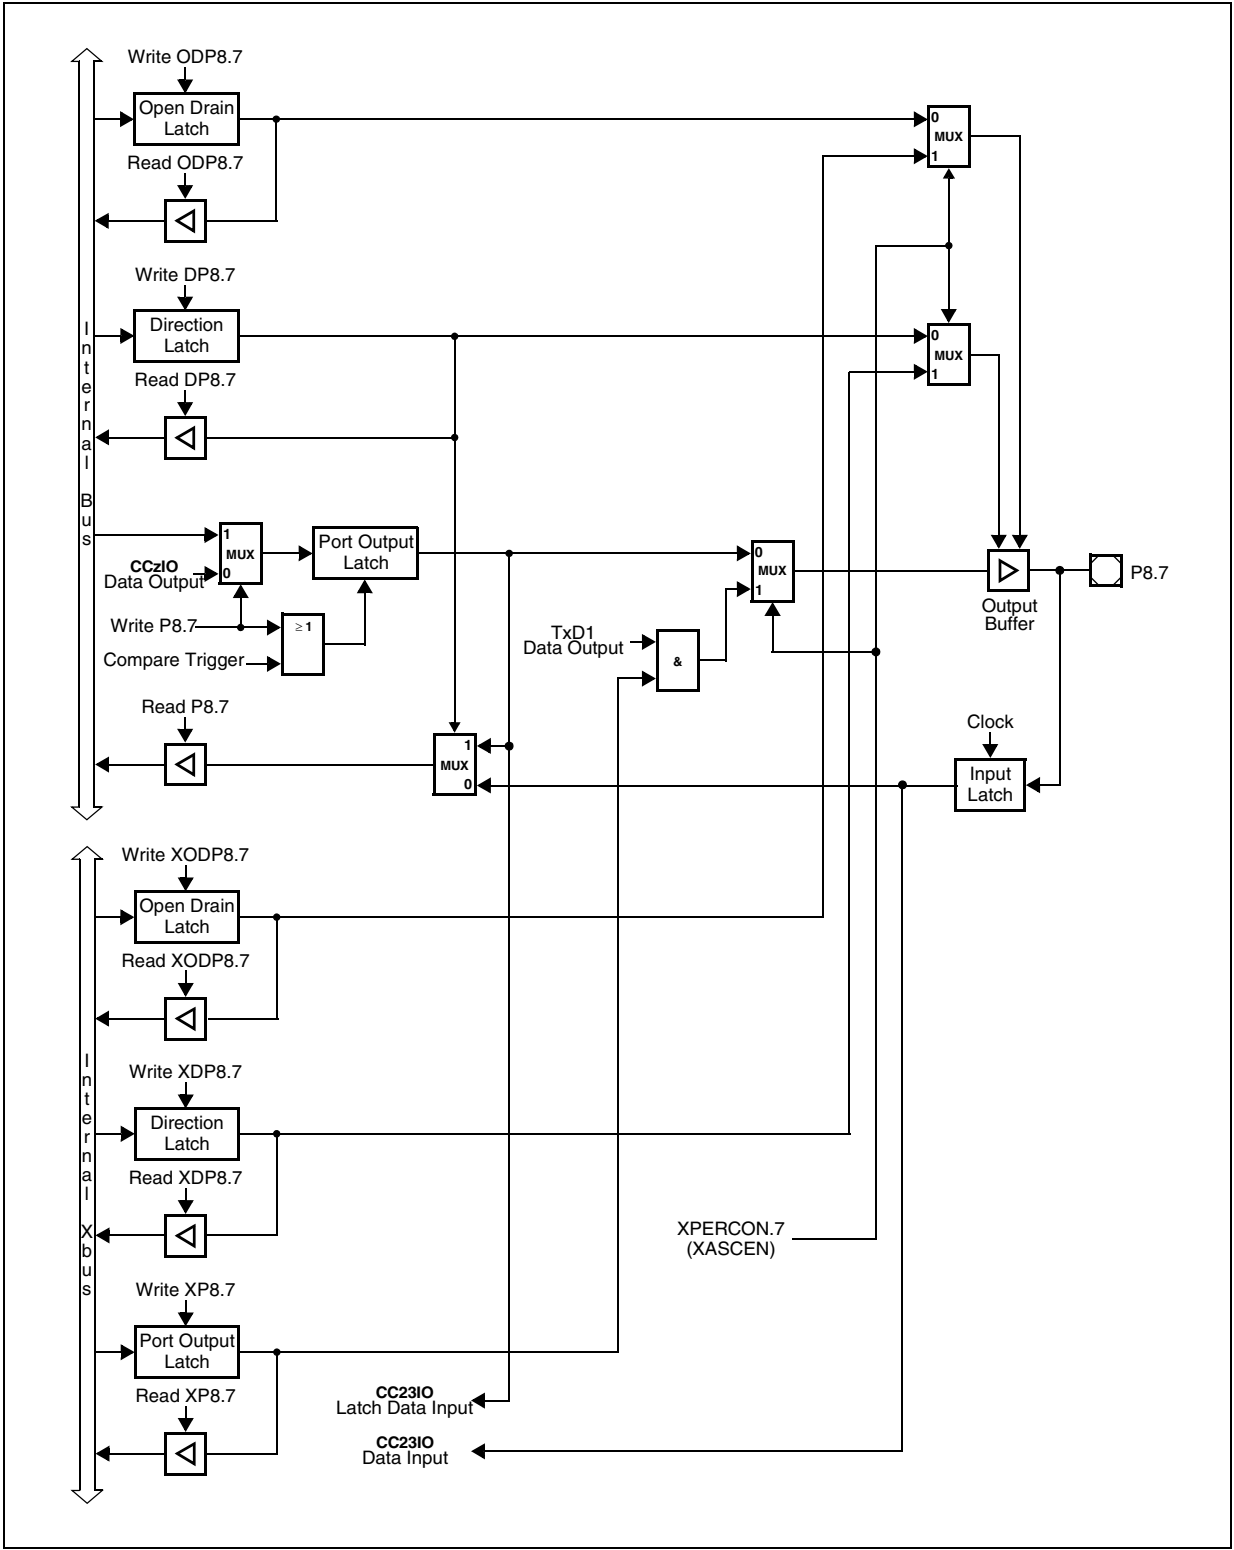 Write ODP8.7
Open Drain
Latch
0
MUX
1
Read ODP8.7
Write DP8.7
Direction
Latch
0
MUX
1
Read DP8.7
Internal Bus
1
MUX
0
CCzIO
Data Output
Port Output
Latch
0
MUX
1
P8.7
Output
Buffer
Write P8.7
≥ 1
Compare Trigger
TxD1
Data Output
&
Read P8.7
1
MUX
0
Clock
Input
Latch
Write XODP8.7
Open Drain
Latch
Read XODP8.7
Internal Xbus
Write XDP8.7
Direction
Latch
Read XDP8.7
XPERCON.7
(XASCEN)
Write XP8.7
Port Output
Latch
Read XP8.7
CC23IO
Latch Data Input
CC23IO
Data Input